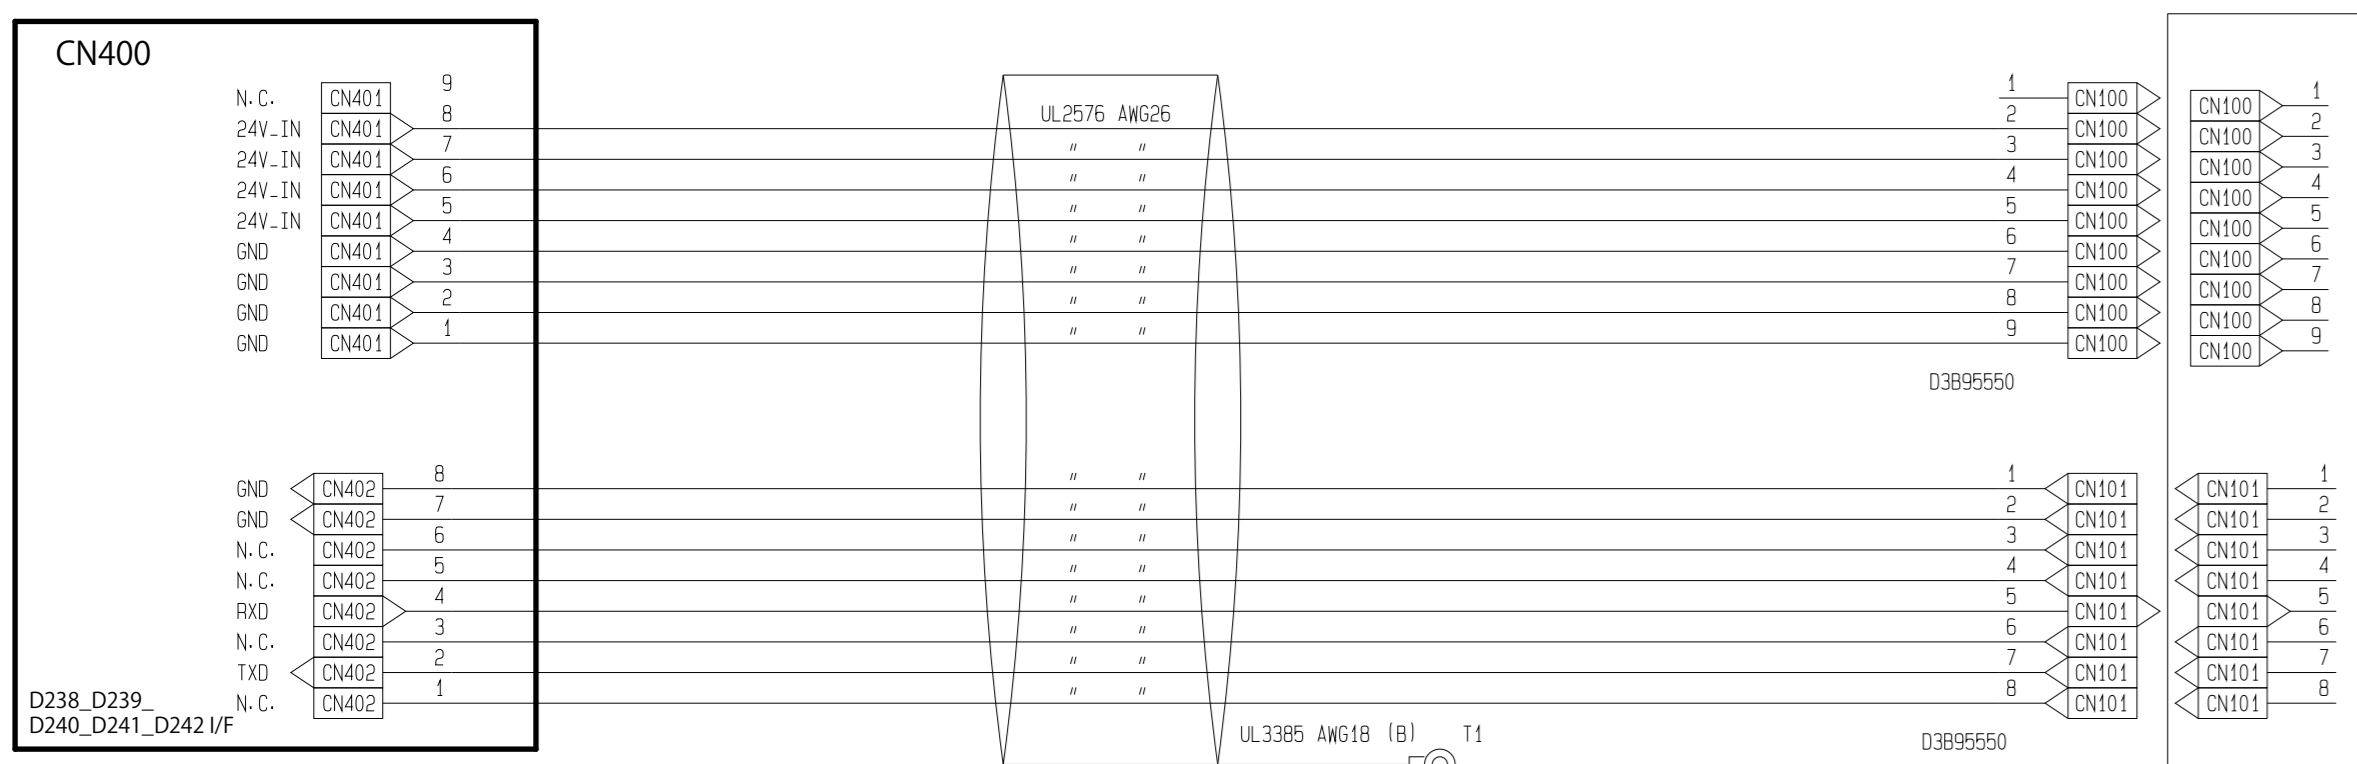 CN400
N.C. CN401 9 1 CN100 CN100 1
24V_IN CN401 8 UL2576 AWG26 2 CN100 CN100 2
24V_IN CN401 7 〃 〃 3 CN100 CN100 3
24V_IN CN401 6 〃 〃 4 CN100 CN100 4
24V_IN CN401 5 〃 〃 5 CN100 CN100 5
GND CN401 4 〃 〃 6 CN100 CN100 6
GND CN401 3 〃 〃 7 CN100 CN100 7
GND CN401 2 〃 〃 8 CN100 CN100 8
GND CN401 1 〃 〃 9 CN100 CN100 9
D3B95550
GND CN402 8 〃 〃 1 CN101 CN101 1
GND CN402 7 〃 〃 2 CN101 CN101 2
N.C. CN402 6 〃 〃 3 CN101 CN101 3
N.C. CN402 5 〃 〃 4 CN101 CN101 4
RXD CN402 4 〃 〃 5 CN101 CN101 5
N.C. CN402 3 〃 〃 6 CN101 CN101 6
TXD CN402 2 〃 〃 7 CN101 CN101 7
N.C. CN402 1 〃 〃 8 CN101 CN101 8
D238_D239_
D240_D241_D242 I/F
UL3385 AWG18 (B) T1
D3B95550